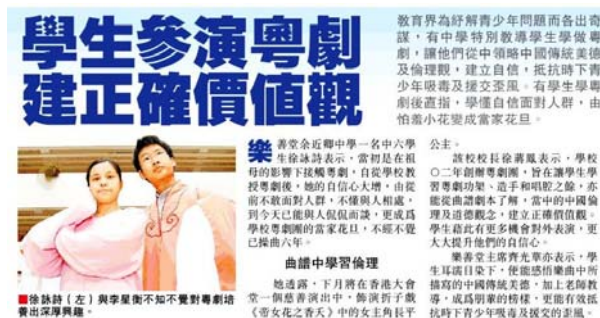 學生參演粵劇
建正確價值觀
教育界為紓解青少年問題而各出奇
謀，有中學特別教導學生學做粵
劇，讓他們從中領略中國傳統美德
及倫理觀，建立自信，抵抗時下青
少年吸毒及援交歪風。有學生學粵
劇後直指，學懂自信面對人群，由
怕羞小花變成當家花旦。
樂善堂余近卿中學一名中六學
生徐詠詩表示，當初是在祖
母的影響下接觸粵劇，自從學校教
授粵劇後，她的自信心大增，由從
前不敢面對人群，不懂與人相處，
到今天已能與人侃侃而談，更成爲
學校粵劇團的當家花旦，不經不覺
已操曲六年。
曲譜中學習倫理
她透露，下月將在香港大會
堂一個慈善演出中，飾演折子戲
《帝女花之香夭》中的女主角長平
公主。
該校校長徐蔣鳳表示，學校
〇二年創辦粵劇團，旨在讓學生學
習粵劇功架、造手和唱腔之餘，亦
能從曲劇本了解，當中的中國倫
理及道德觀念，建立正確價值觀。
學生藉此有更多機會對外表演，更
大大提升他們的自信心。
樂善堂主席齊光華亦表示，學
生耳濡目染下，便能感悟樂曲中所
描寫的中國傳統美德，加上老師教
導，成爲朋輩的榜樣，更能有效抵
抗時下青少年吸毒及援交的歪風。
■徐詠詩（左）與李星衡不知不覺對粵劇培
養出深厚興趣。